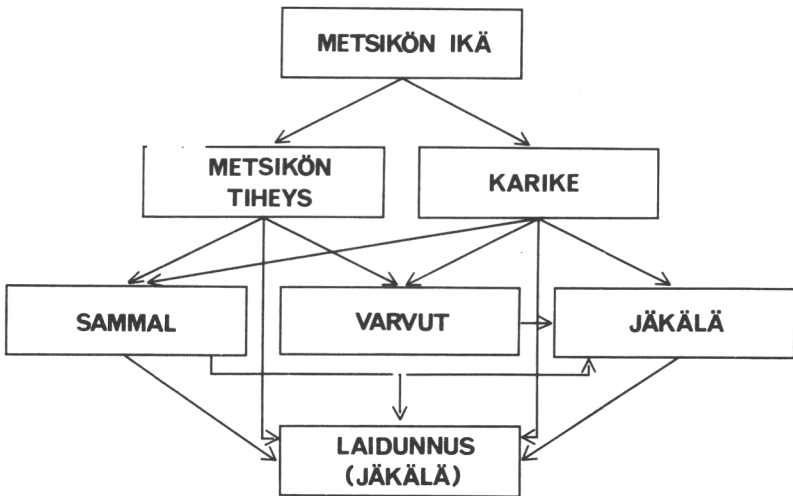 METSIKÖN IKÄ
METSIKÖN
TIHEYS
KARIKE
SAMMAL
VARVUT
JÄKÄLÄ
LAIDUNNUS
(JÄKÄLÄ)